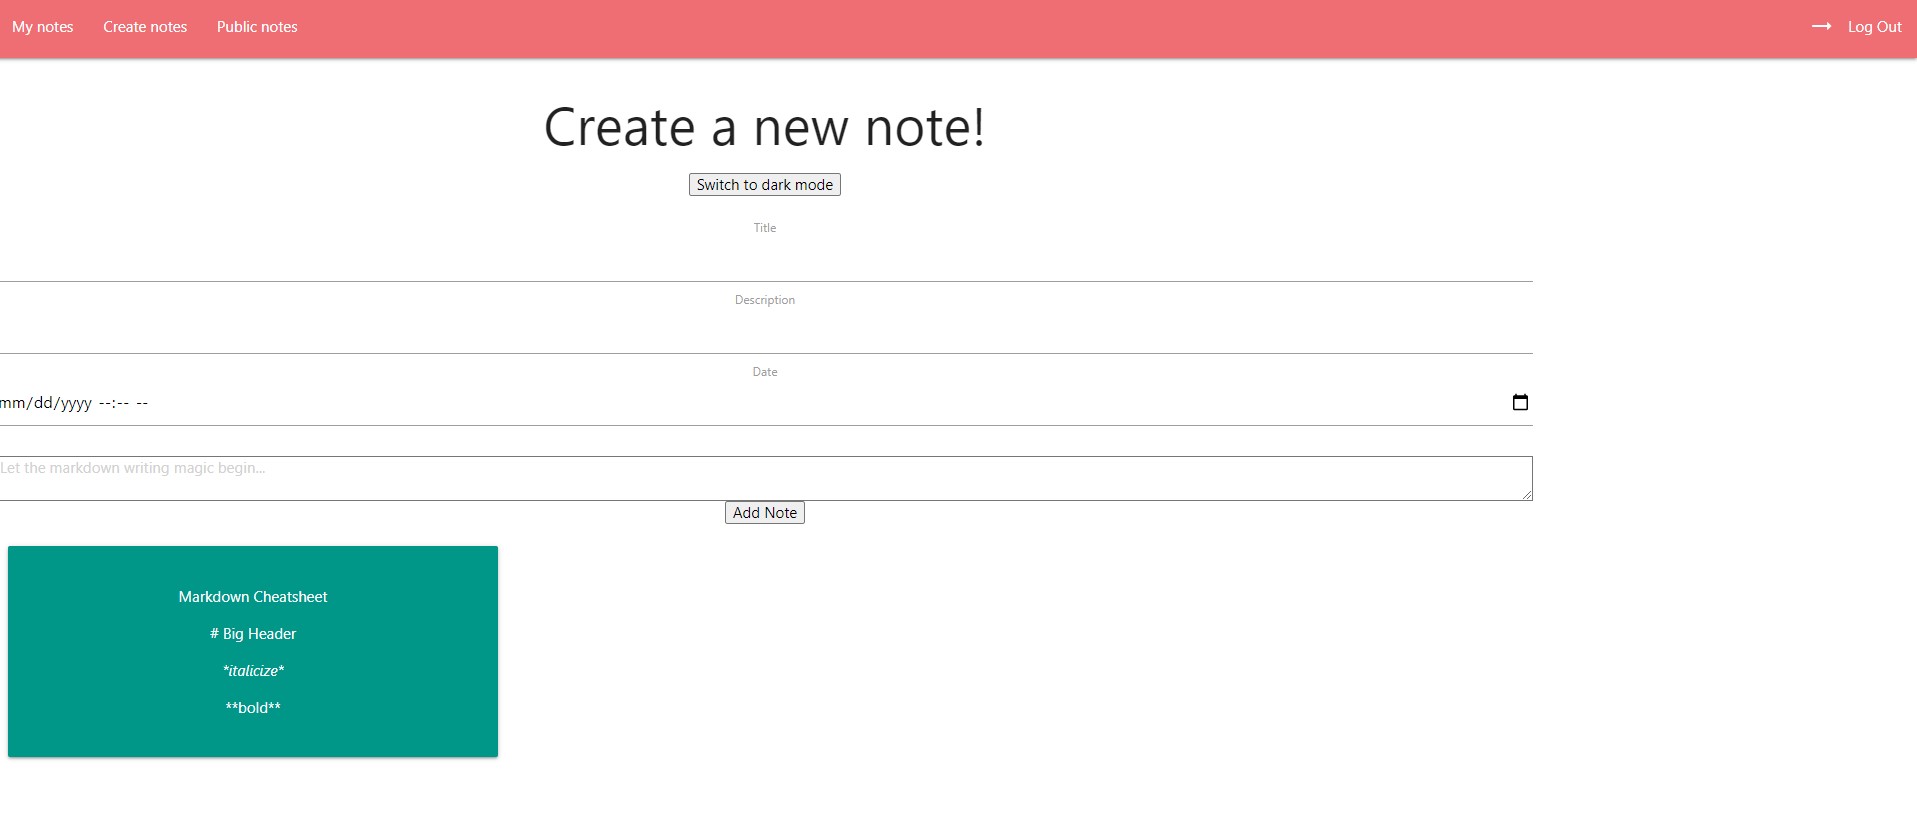 My notes Create notes Public notes Log Out
Create a new note!
Switch to dark mode
Title
Description
Date
mm/dd/yyyy --:-- --
Let the markdown writing magic begin...
Add Note
Markdown Cheatsheet
# Big Header
*italicize*
**bold**